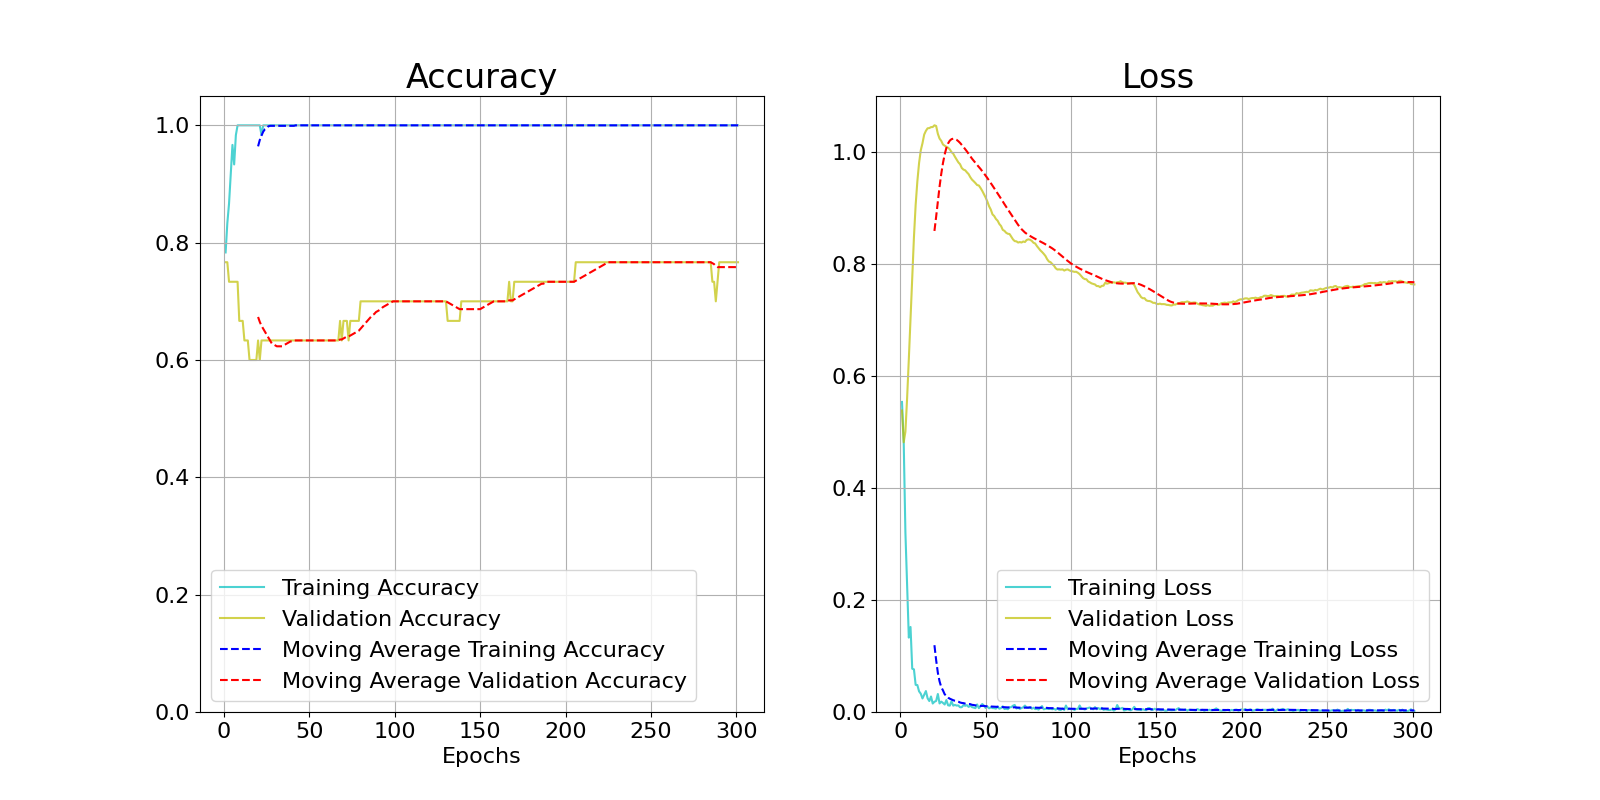 Accuracy
1.0
0.8
0.6
0.4
0.2
0.0
0 50 100 150 200 250 300
Epochs
Training Accuracy
Validation Accuracy
Moving Average Training Accuracy
Moving Average Validation Accuracy
Loss
1.0
0.8
0.6
0.4
0.2
0.0
0 50 100 150 200 250 300
Epochs
Training Loss
Validation Loss
Moving Average Training Loss
Moving Average Validation Loss